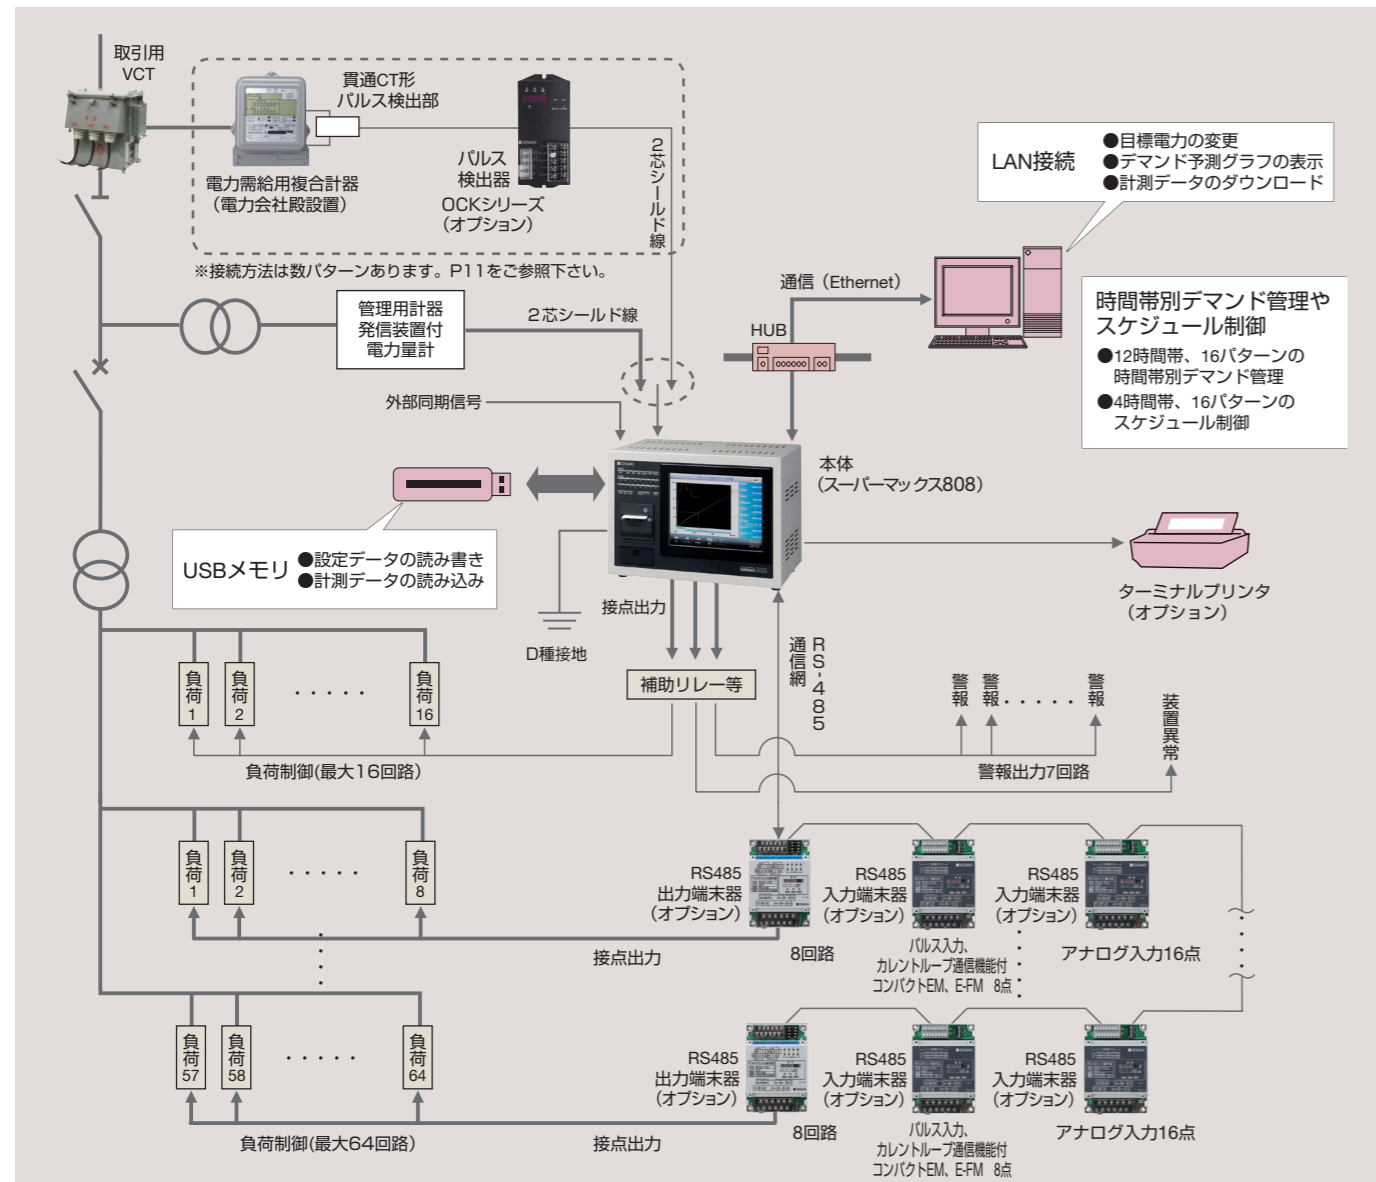 取引用
VCT
貫通CT形
パルス検出部
パルス
検出器
OCKシリーズ
（オプション）
電力需給用複合計器
（電力会社殿設置）
2芯シールド線
※接続方法は数パターンあります。P11をご参照下さい。
LAN接続
●目標電力の変更
●デマンド予測グラフの表示
●計測データのダウンロード
通信（Ethernet）
HUB
管理用計器
発信装置付
電力量計
2芯シールド線
時間帯別デマンド管理や
スケジュール制御
●12時間帯、16パターンの
時間帯別デマンド管理
●4時間帯、16パターンの
スケジュール制御
外部同期信号
本体
（スーパーマックス808）
USBメモリ
●設定データの読み書き
●計測データの読み込み
D種接地
接点出力
補助リレー等
RS-485
通信網
ターミナルプリンタ
（オプション）
負荷1
負荷2
・・・・・
負荷16
負荷制御(最大16回路)
警報
警報
・・・・・
警報
警報出力7回路
装置異常
負荷1
負荷2
・・・・・
負荷8
接点出力
RS485
出力端末器
（オプション）
8回路
RS485
入力端末器
（オプション）
パルス入力、
カレントループ通信機能付
コンパクトEM、E-FM 8点
RS485
入力端末器
（オプション）
アナログ入力16点
負荷57
負荷58
・・・・・
負荷64
負荷制御(最大64回路)
接点出力
RS485
出力端末器
（オプション）
8回路
RS485
入力端末器
（オプション）
パルス入力、
カレントループ通信機能付
コンパクトEM、E-FM 8点
RS485
入力端末器
（オプション）
アナログ入力16点